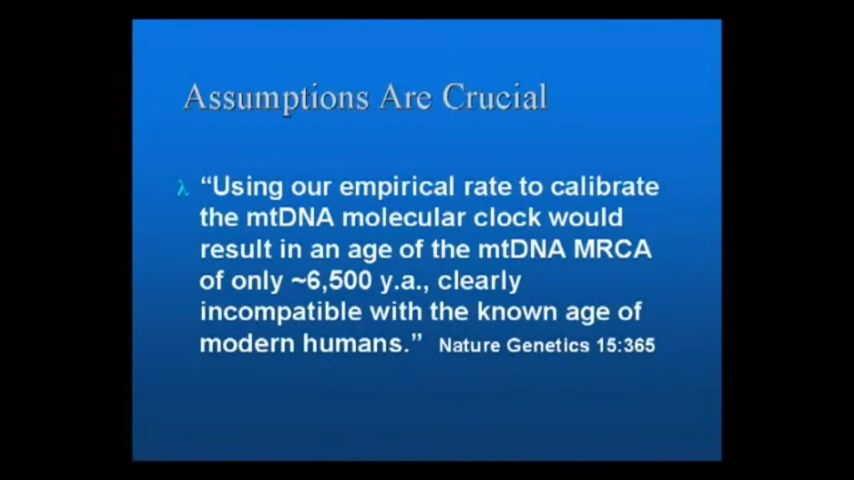 Assumptions Are Crucial
λ “Using our empirical rate to calibrate
the mtDNA molecular clock would
result in an age of the mtDNA MRCA
of only ~6,500 y.a., clearly
incompatible with the known age of
modern humans.” Nature Genetics 15:365